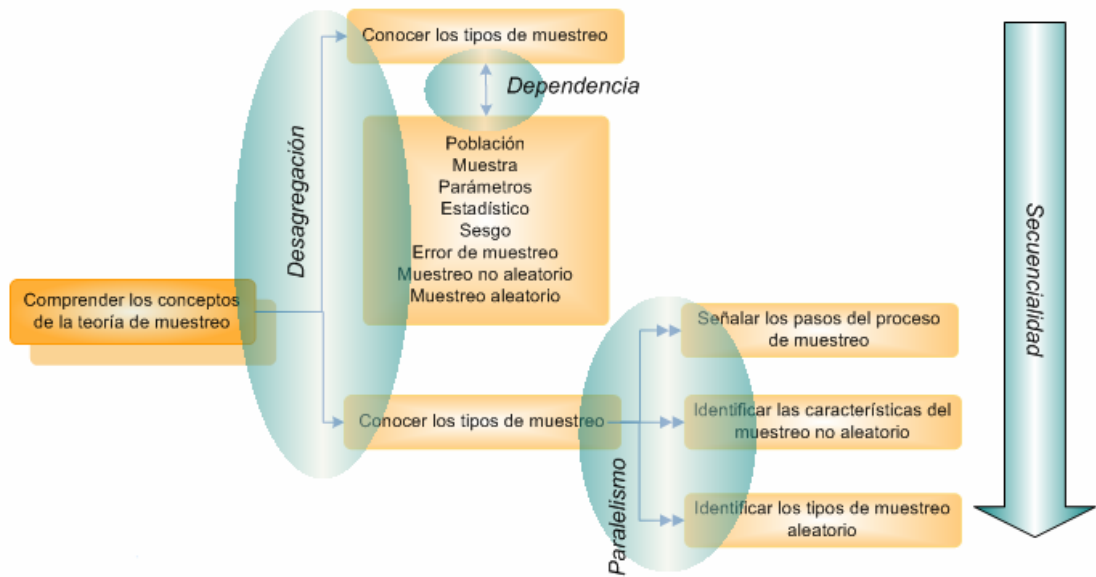 Conocer los tipos de muestreo
Dependencia
Población
Muestra
Parámetros
Estadístico
Sesgo
Error de muestreo
Muestreo no aleatorio
Muestreo aleatorio
Desagregación
Comprender los conceptos
de la teoría de muestreo
Conocer los tipos de muestreo
Paralelismo
Señalar los pasos del proceso
de muestreo
Identificar las características del
muestreo no aleatorio
Identificar los tipos de muestreo
aleatorio
Secuencialidad